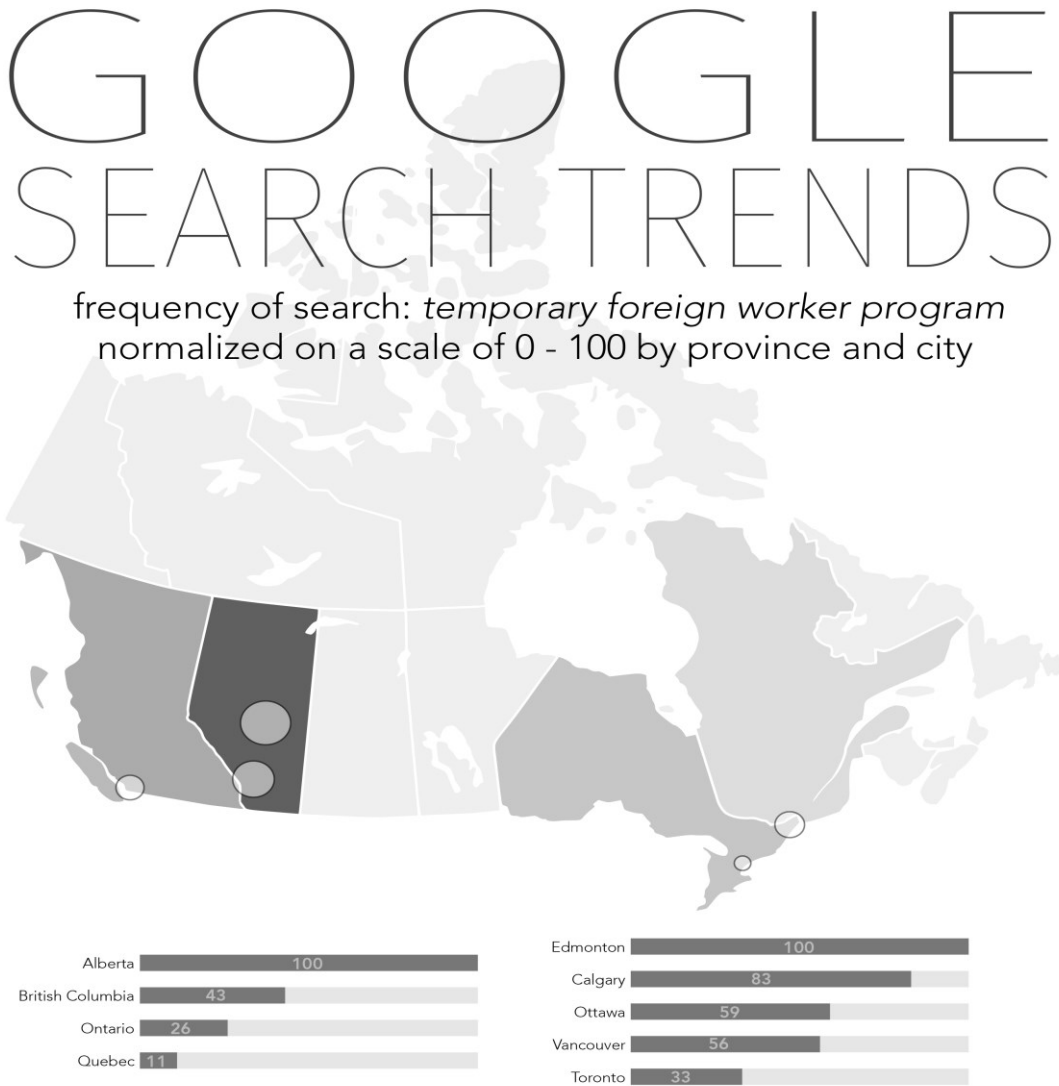 GOOGLE
SEARCH TRENDS
frequency of search: temporary foreign worker program
normalized on a scale of 0 - 100 by province and city
Alberta 100
British Columbia 43
Ontario 26
Quebec 11
Edmonton 100
Calgary 83
Ottawa 59
Vancouver 56
Toronto 33